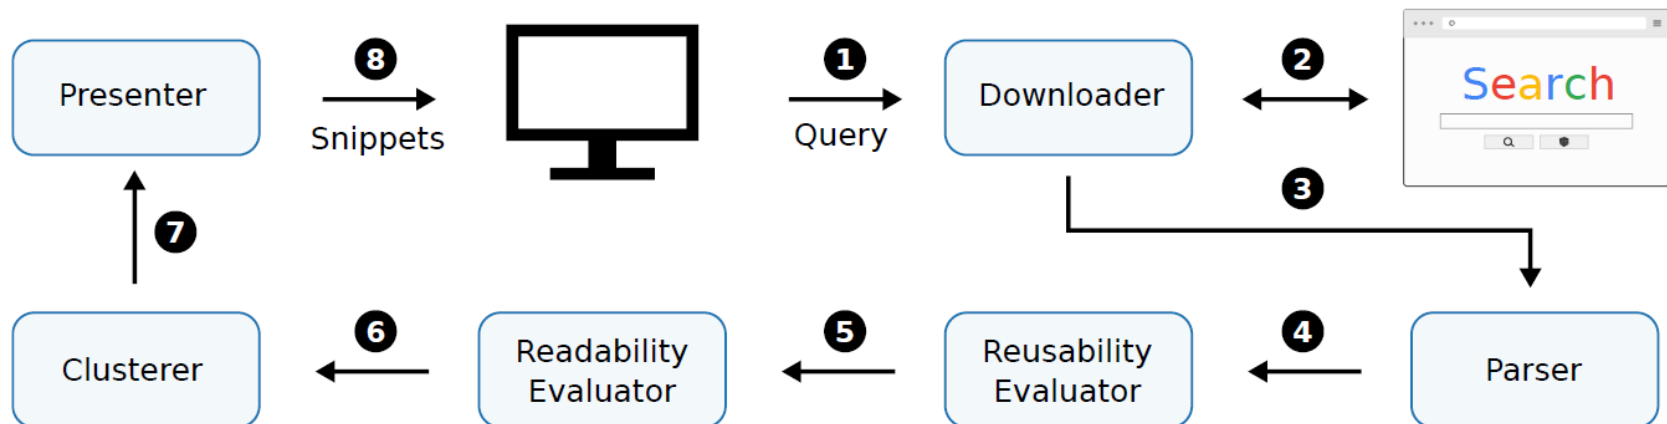 Presenter
8
Snippets
1
Query
Downloader
2
Search
3
7
Clusterer
6
Readability
Evaluator
5
Reusability
Evaluator
4
Parser